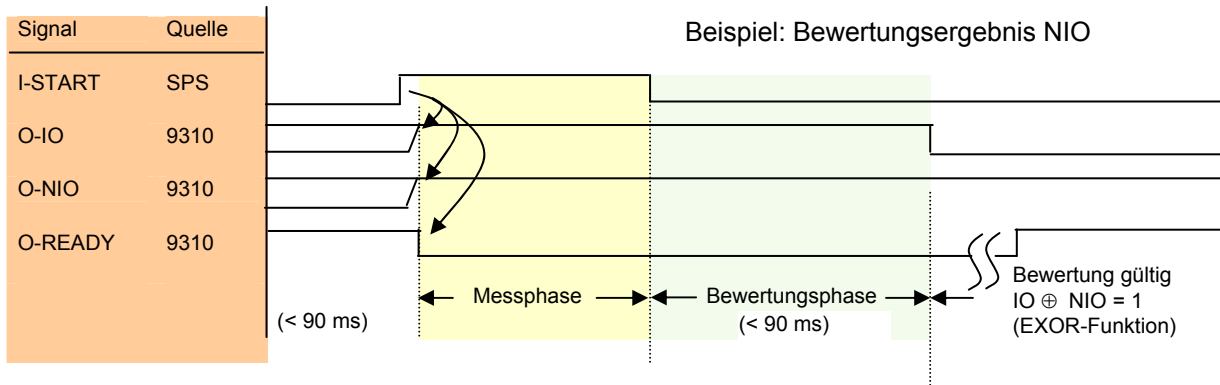 Beispiel: Bewertungsergebnis NIO
Signal Quelle
I-START SPS
O-IO 9310
O-NIO 9310
O-READY 9310
Messphase
Bewertungsphase
(< 90 ms)
(< 90 ms)
Bewertung gültig
IO ⊕ NIO = 1
(EXOR-Funktion)